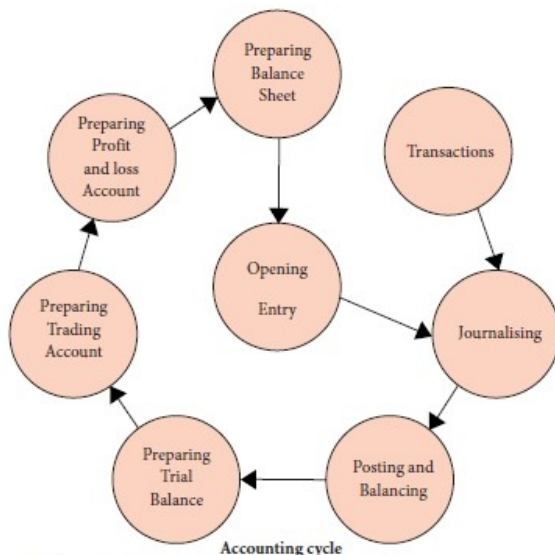 Preparing
Balance
Sheet
Transactions
Preparing
Profit
and loss
Account
Opening
Entry
Journalising
Preparing
Trading
Account
Posting and
Balancing
Preparing
Trial
Balance
Accounting cycle